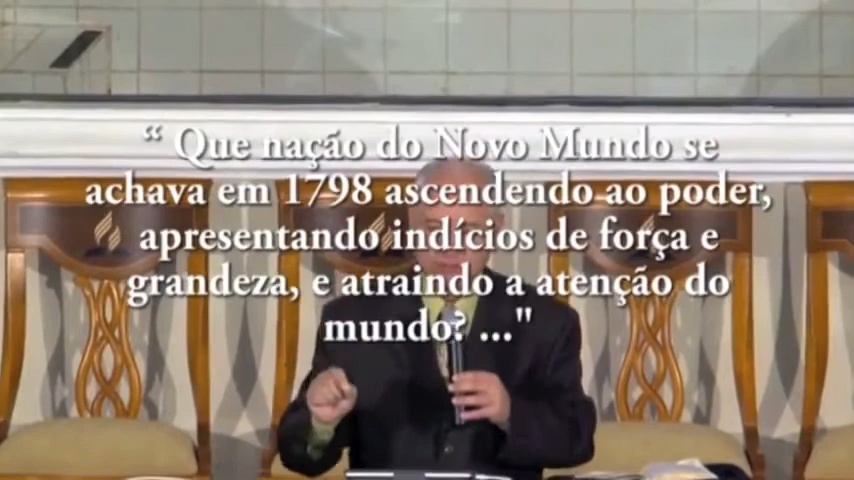 “ Que nação do Novo Mundo se
achava em 1798 ascendendo ao poder,
apresentando indícios de força e
grandeza, e atraindo a atenção do
mundo? ..."